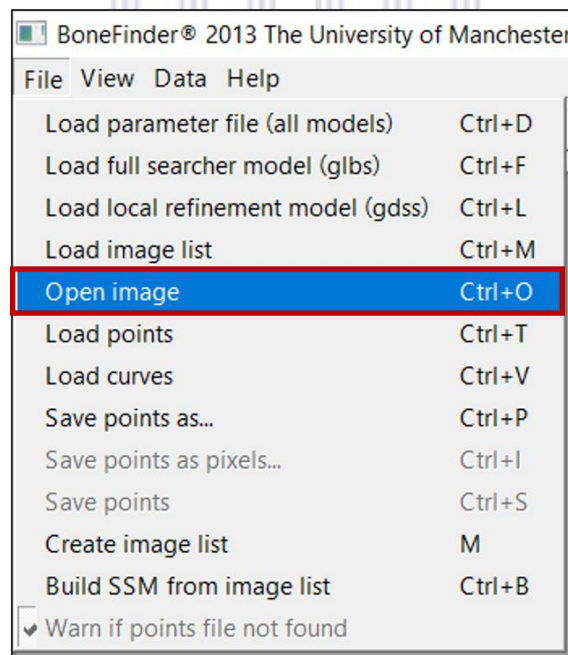 BoneFinder® 2013 The University of Manchester
File View Data Help
Load parameter file (all models) Ctrl+D
Load full searcher model (glbs) Ctrl+F
Load local refinement model (gdss) Ctrl+L
Load image list Ctrl+M
Open image Ctrl+O
Load points Ctrl+T
Load curves Ctrl+V
Save points as... Ctrl+P
Save points as pixels... Ctrl+I
Save points Ctrl+S
Create image list M
Build SSM from image list Ctrl+B
Warn if points file not found